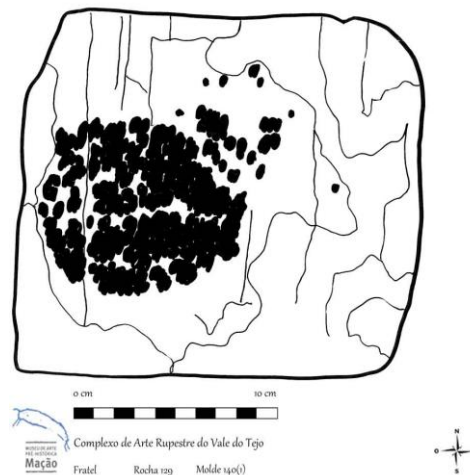 0 cm 10 cm
MUSEU DE ARTE
PRÉ-HISTÓRICA
Mação
Complexo de Arte Rupestre do Vale do Tejo
Fratel Rocha 129 Molde 140(1)
N
O E
S